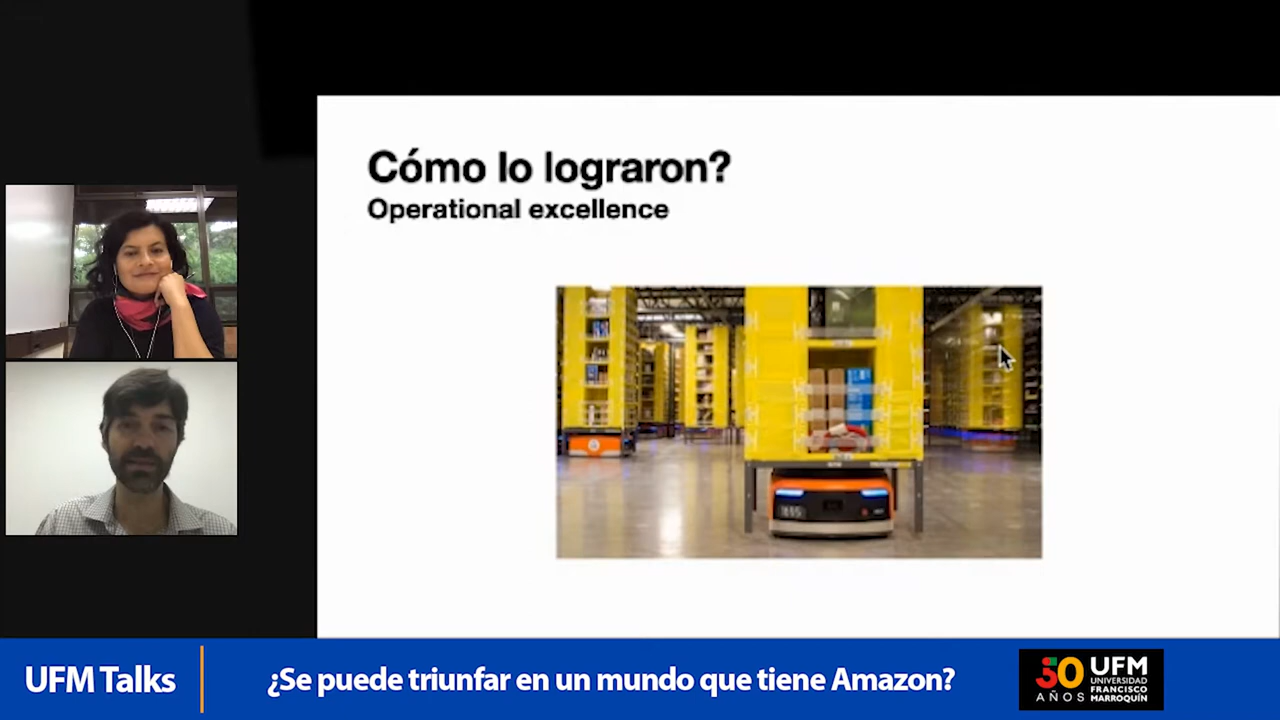 Cómo lo lograron?
Operational excellence
UFM Talks
¿Se puede triunfar en un mundo que tiene Amazon?
50
AÑOS
UFM
UNIVERSIDAD
FRANCISCO
MARROQUÍN